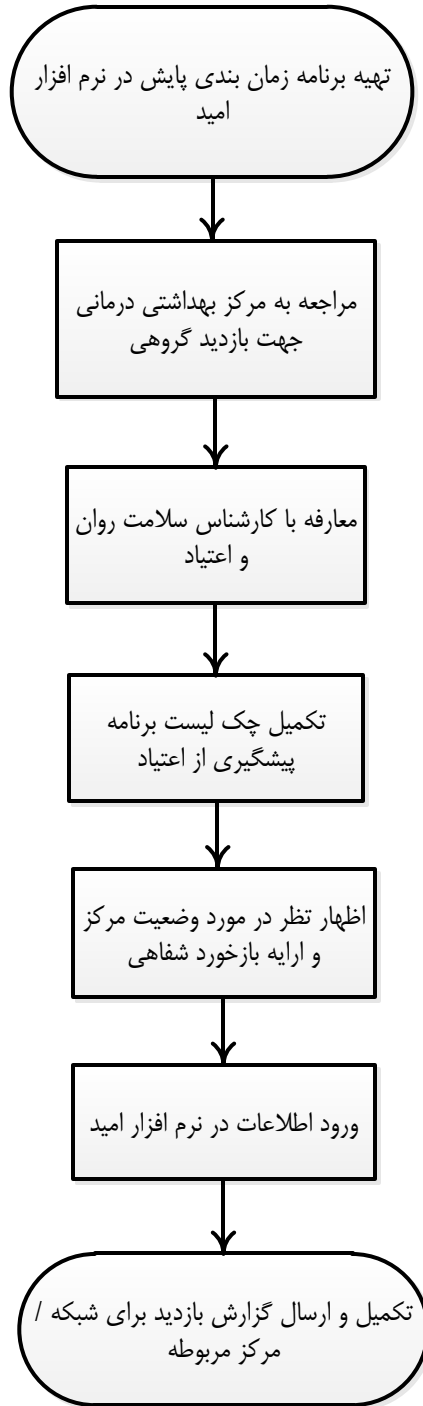 تهیه برنامه زمان بندی پایش در نرم افزار
امید
مراجعه به مرکز بهداشتی درمانی
جهت بازدید گروهی
معارفه با کارشناس سلامت روان
و اعتیاد
تکمیل چک لیست برنامه
پیشگیری از اعتیاد
اظهار تظر در مورد وضعیت مرکز
و ارایه بازخورد شفاهی
ورود اطلاعات در نرم افزار امید
تکمیل و ارسال گزارش بازدید برای شبکه /
مرکز مربوطه